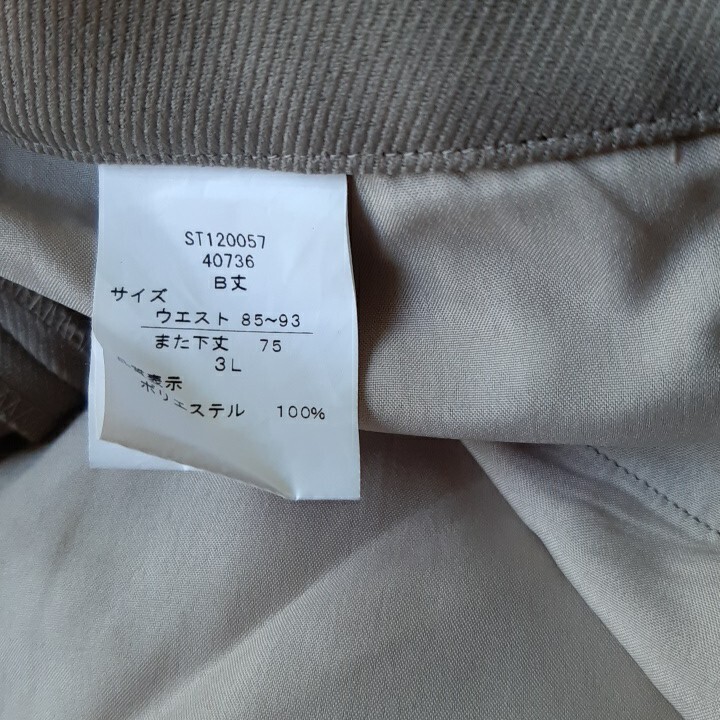 ST120057
40736
B丈
サイズ
ウエスト 85~93
また下丈 75
3L
表示
ポリエステル 100%